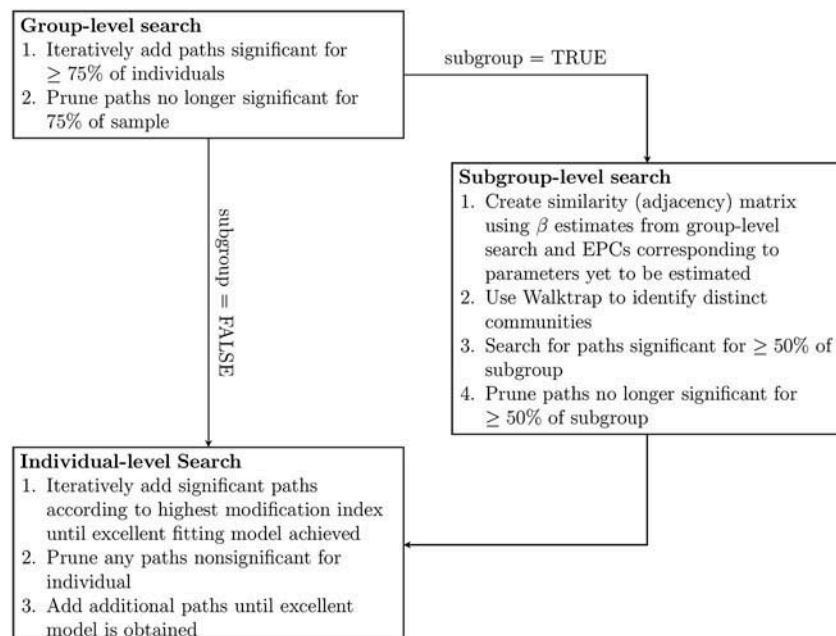 Group-level search
1. Iteratively add paths significant for
≥ 75% of individuals
2. Prune paths no longer significant for
75% of sample
subgroup = TRUE
subgroup = FALSE
Subgroup-level search
1. Create similarity (adjacency) matrix
using β estimates from group-level
search and EPCs corresponding to
parameters yet to be estimated
2. Use Walktrap to identify distinct
communities
3. Search for paths significant for ≥ 50% of
subgroup
4. Prune paths no longer significant for
≥ 50% of subgroup
Individual-level Search
1. Iteratively add significant paths
according to highest modification index
until excellent fitting model achieved
2. Prune any paths nonsignificant for
individual
3. Add additional paths until excellent
model is obtained